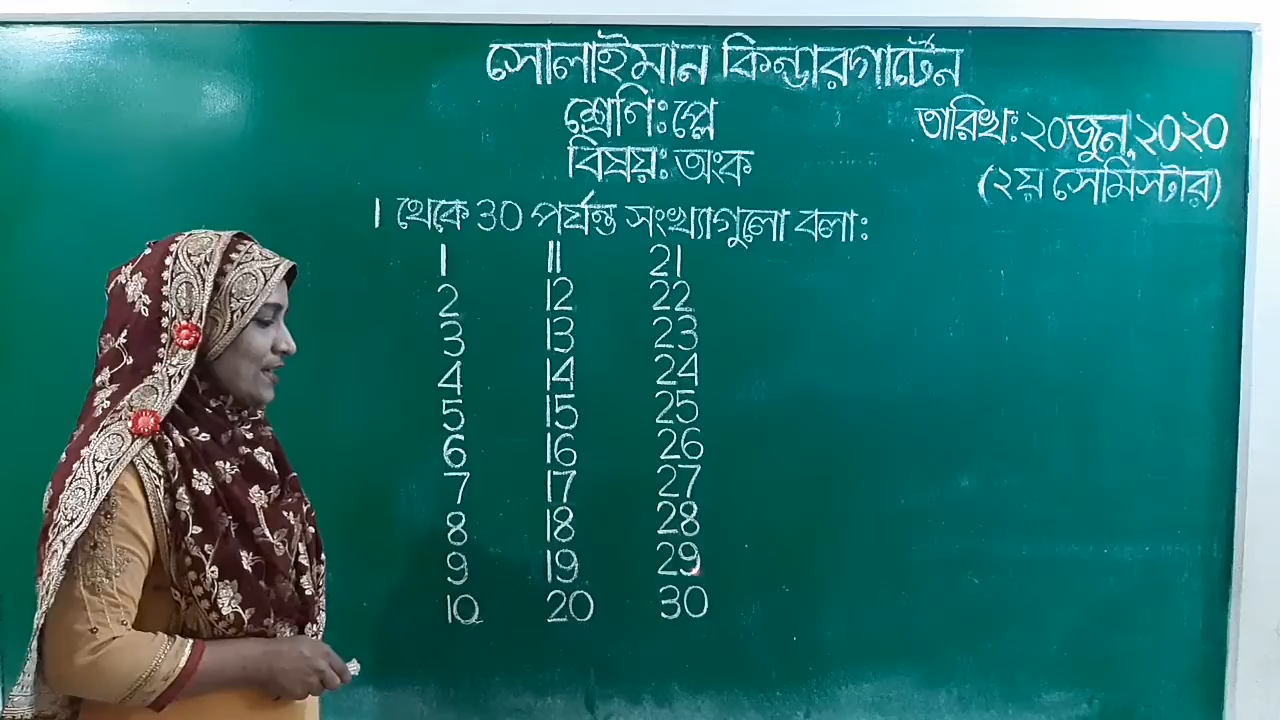 সোলাইমান কিন্ডারগার্টেন
শ্রেণিঃ প্লে
বিষয়ঃ অংক
তারিখঃ ২০জুন, ২০২০
(২য় সেমিস্টার)
1 থেকে 30 পর্যন্ত সংখ্যাগুলো বলাঃ
1 11 21
2 12 22
3 13 23
4 14 24
5 15 25
6 16 26
7 17 27
8 18 28
9 19 29
10 20 30